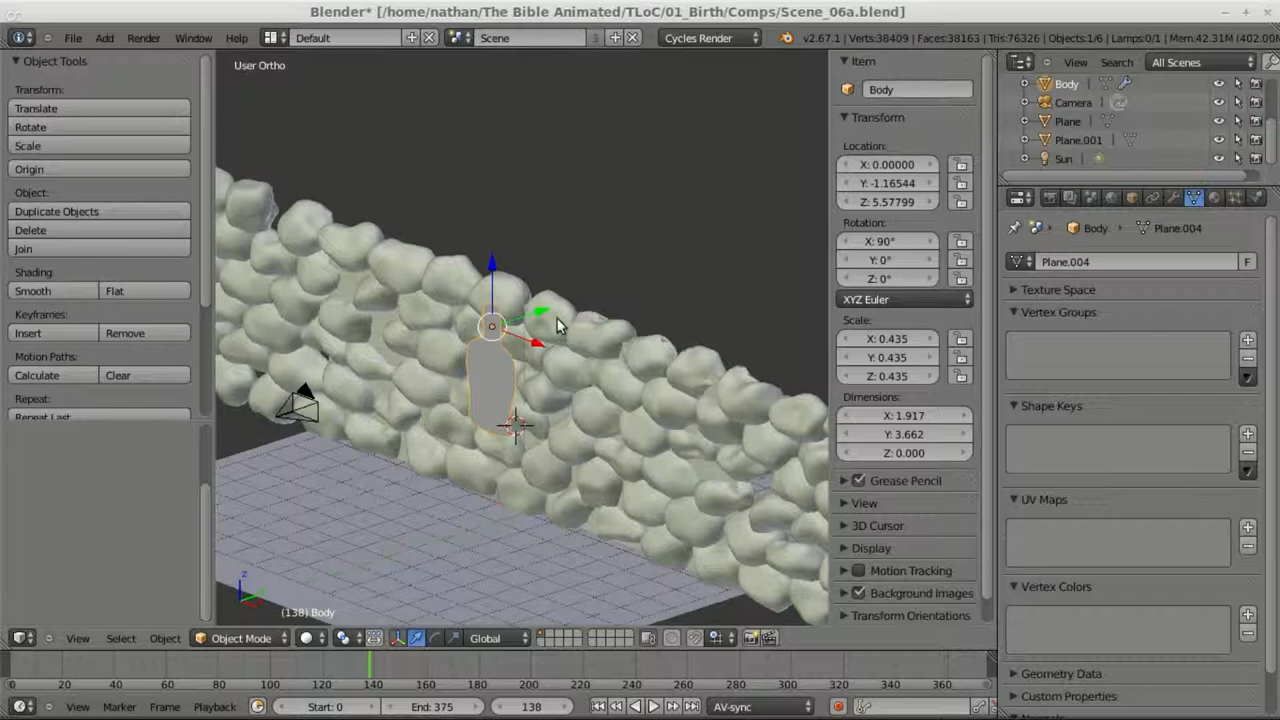 Blender* [/home/nathan/The Bible Animated/TLoC/01_Birth/Comps/Scene_06a.blend]
File Add Render Window Help Default Scene 3 Cycles Render v2.67.1 | Verts:38409 | Faces:38163 | Tris:76326 | Objects:1/6 | Lamps:0/1 | Mem:42.31M (402.00M
Object Tools
Transform:
Translate
Rotate
Scale
Origin
Object:
Duplicate Objects
Delete
Join
Shading:
Smooth Flat
Keyframes:
Insert Remove
Motion Paths:
Calculate Clear
Repeat:
Repeat Last
User Ortho
z
(138) Body
Item
Body
Transform
Location:
X: 0.00000
Y: -1.16544
Z: 5.57799
Rotation:
X: 90°
Y: 0°
Z: 0°
XYZ Euler
Scale:
X: 0.435
Y: 0.435
Z: 0.435
Dimensions:
X: 1.917
Y: 3.662
Z: 0.000
Grease Pencil
View
3D Cursor
Display
Motion Tracking
Background Images
Transform Orientations
View Search All Scenes
Body
Camera
Plane
Plane.001
Sun
Body Plane.004
Plane.004 F
Texture Space
Vertex Groups
Shape Keys
UV Maps
Vertex Colors
Geometry Data
Custom Properties
View Select Object Object Mode Global
0 20 40 60 80 100 120 140 160 180 200 220 240 260 280 300 320 340 360
View Marker Frame Playback Start: 0 End: 375 138 AV-sync